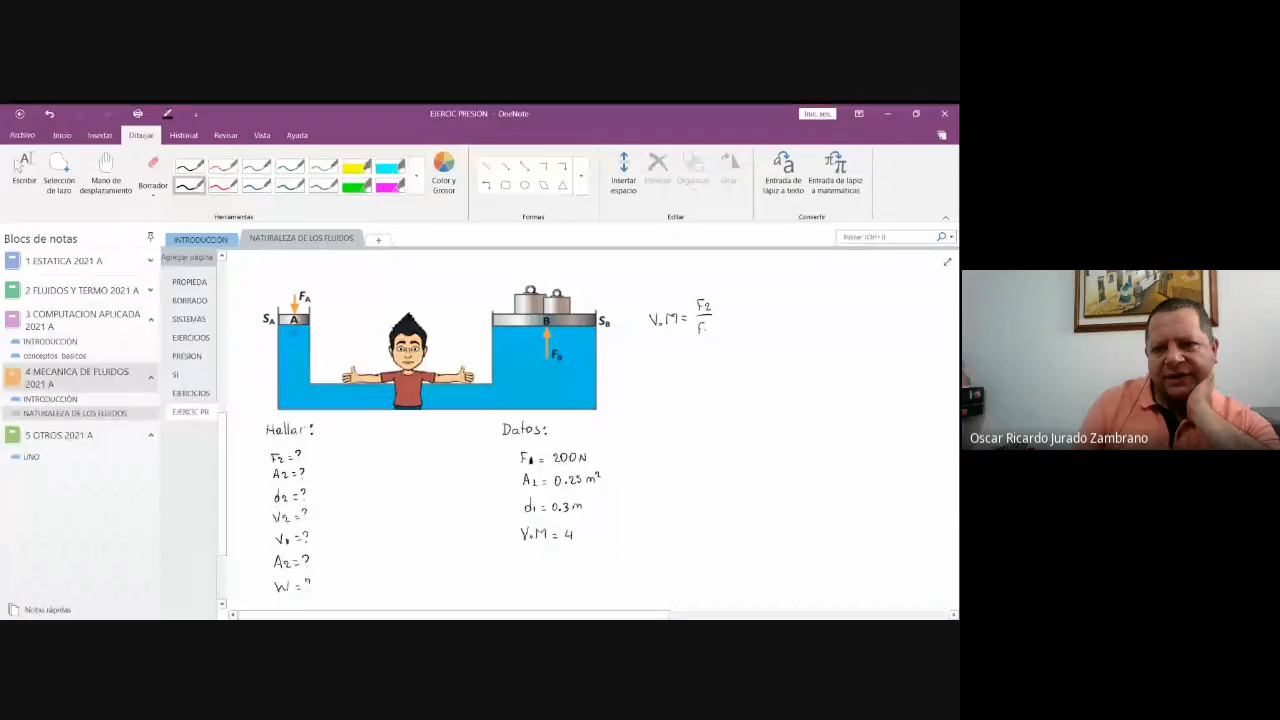 EJERCIC PRESION - OneNote
Inic. ses.
Archivo Inicio Insertar Dibujar Historial Revisar Vista Ayuda
Escribir
Selección de lazo
Mano de desplazamiento
Borrador
Color y Grosor
Insertar espacio
Eliminar
Organizar
Girar
Entrada de lápiz a texto
Entrada de lápiz a matemáticas
Herramientas
Formas
Editar
Convertir
Blocs de notas
INTRODUCCIÓN
NATURALEZA DE LOS FLUIDOS
Buscar (Ctrl+I)
1 ESTATICA 2021 A
2 FLUIDOS Y TERMO 2021 A
3 COMPUTACION APLICADA
2021 A
INTRODUCCIÓN
conceptos basicos
4 MECANICA DE FLUIDOS
2021 A
INTRODUCCIÓN
NATURALEZA DE LOS FLUIDOS
5 OTROS 2021 A
UNO
Notas rápidas
Agregar página
PROPIEDA
BORRADO
SISTEMAS
EJERCICIOS
PRESION
SI
EJERCICIOS
EJERCIC PR
FA
SA A
B SB
FB
V.M = F2
F.
Hallar:
F2 = ?
A2 = ?
d2 = ?
V2 = ?
V1 = ?
A2 = ?
W = ?
Datos:
F1 = 200N
A1 = 0.25 m²
d1 = 0.3 m
V.M = 4
Oscar Ricardo Jurado Zambrano